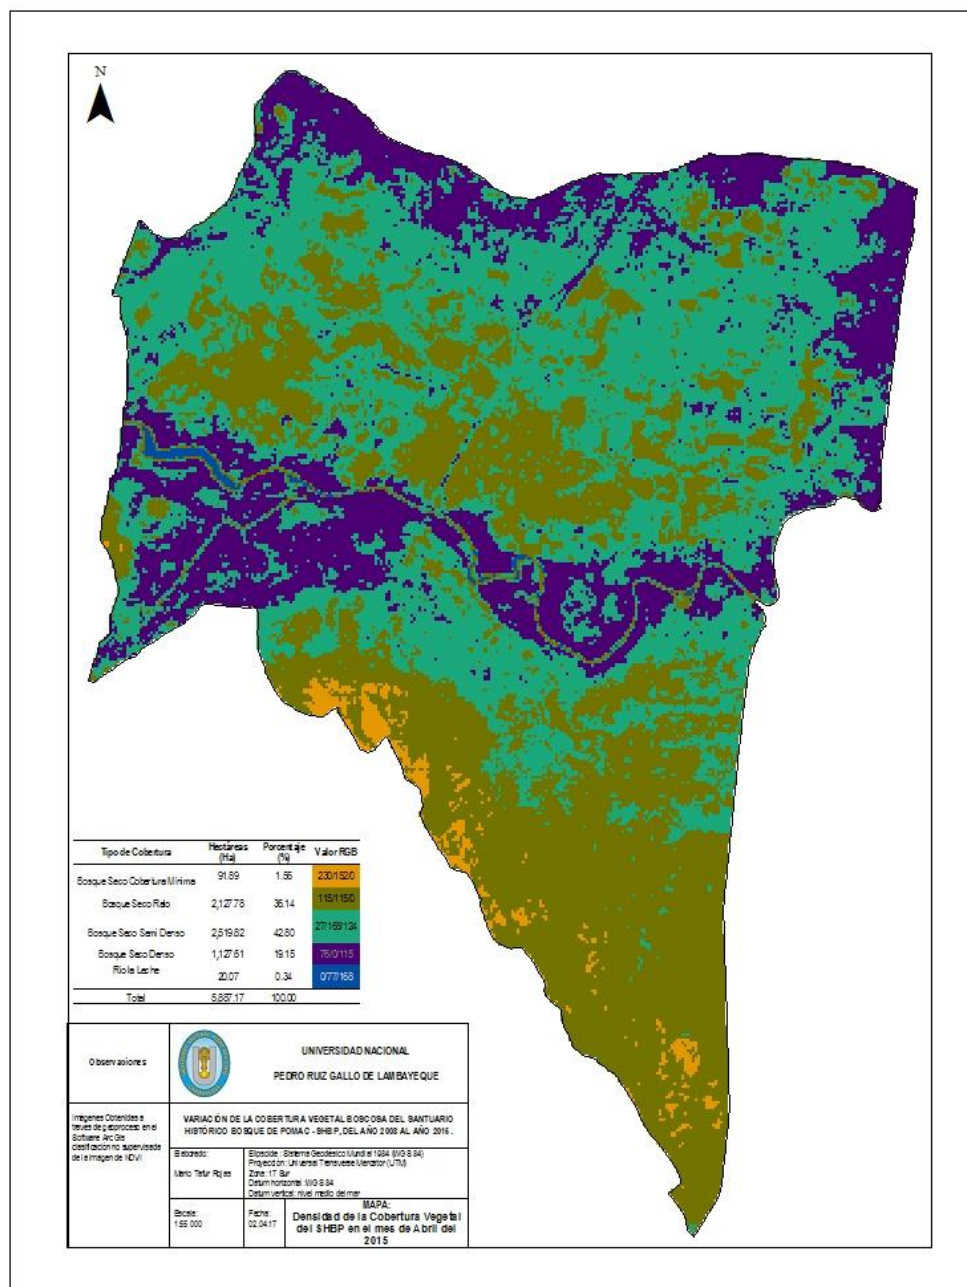 N
Tipo de Cobertura Hectáreas (Ha) Porcentaje (%) Valor RGB
Bosque Seco Cobertura Minima 91.89 1.56 230/152/0
Bosque Seco Ralo 2,127.78 36.14 115/115/0
Bosque Seco Semi Denso 2,519.82 42.80 27/168/124
Bosque Seco Denso 1,127.61 19.15 76/0/115
Rio la Leche 20.07 0.34 0/77/168
Total 5,887.17 100.00
Observaciones
UNIVERSIDAD NACIONAL
PEDRO RUIZ GALLO DE LAMBAYEQUE
Imágenes Obtenidas a
traves de geoproceso en el
Software Arc Gis
clasificación no supervisada
de la imagen de NDVI
VARIACIÓN DE LA COBERTURA VEGETAL BOSCOSA DEL SANTUARIO
HISTÓRICO BOSQUE DE POMAC - SHBP, DEL AÑO 2008 AL AÑO 2016.
Elaborado:
Mario Tafur Rojas
Elipsoide : Sistema Geodésico Mundial 1984 (WGS 84)
Proyección: Universal Transverse Mercator (UTM)
Zona: 17 Sur
Datum horizontal: WGS 84
Datum vertical: nivel medio del mar
Escala:
1:55 000
Fecha:
02.04.17
MAPA:
Densidad de la Cobertura Vegetal
del SHBP en el mes de Abril del
2015